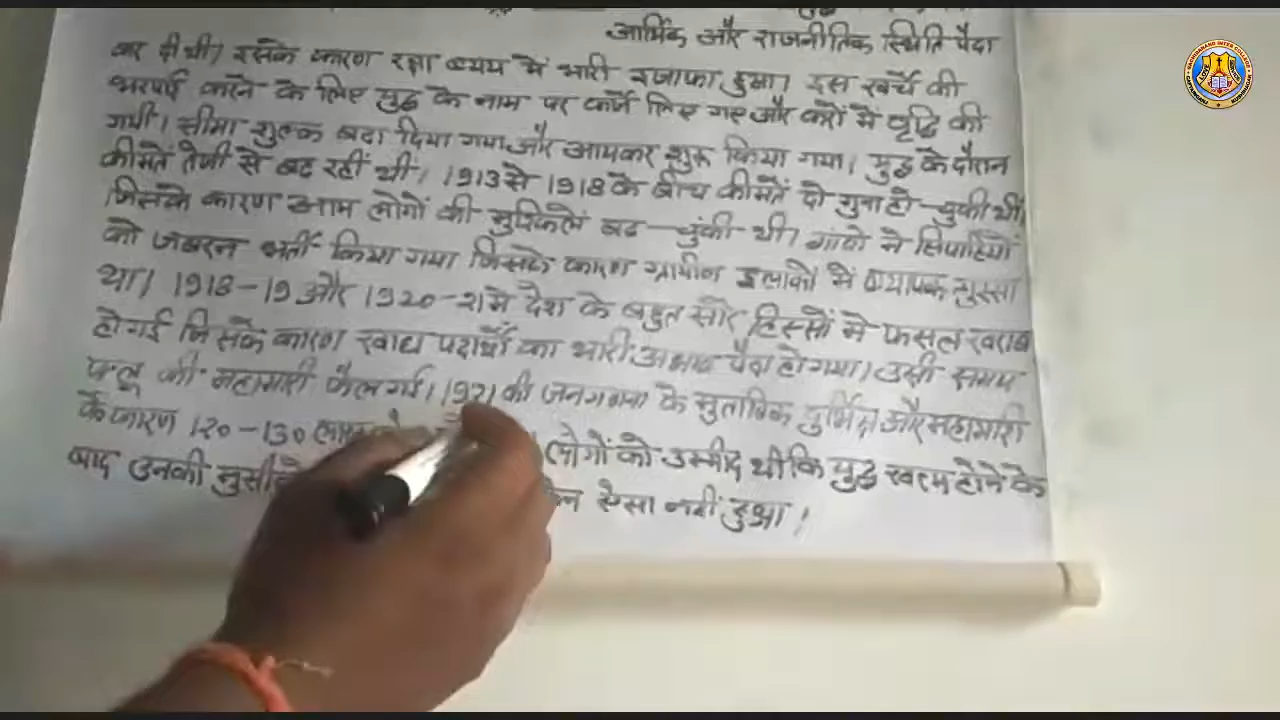 आर्मिक और राजनीतिक स्थिति पैदा
कर दी थी। इसके कारण रक्षा व्यय में भारी इजाफा हुआ। इस खर्चे की
भरपाई करने के लिए युद्ध के नाम पर कर्जे लिए गए और करों में वृद्धि की
गयी। सीमा शुल्क बढा दिया गया और आयकर शुरू किया गया। युद्ध के दौरान
कीमतें तेजी से बढ रहीं थी। 1913 से 1918 के बीच कीमतें दो गुना हो चुकी थीं
जिसके कारण आम लोगों की मुश्किलें बढ चुंकी थी। गांवो ने सिपाहियों
को जबरन भर्ती किया गया जिसके कारण ग्रामीण इलाकों में व्यापक गुस्सा
था। 1918-19 और 1920-21 मे देश के बहुत सारे हिस्सों मे फसल खराब
हो गई जिसके कारण खाद्य पदार्थों का भारी अभाव पैदा हो गया। उसी समय
फ्लू की महामारी फैल गई। 1921 की जनगणना के मुताबिक दुर्भिक्ष और महामारी
के कारण 120-130 लोगों को उम्मीद थी कि युद्ध खत्म होने के
बाद उनकी ऐसा नहीं हुआ।